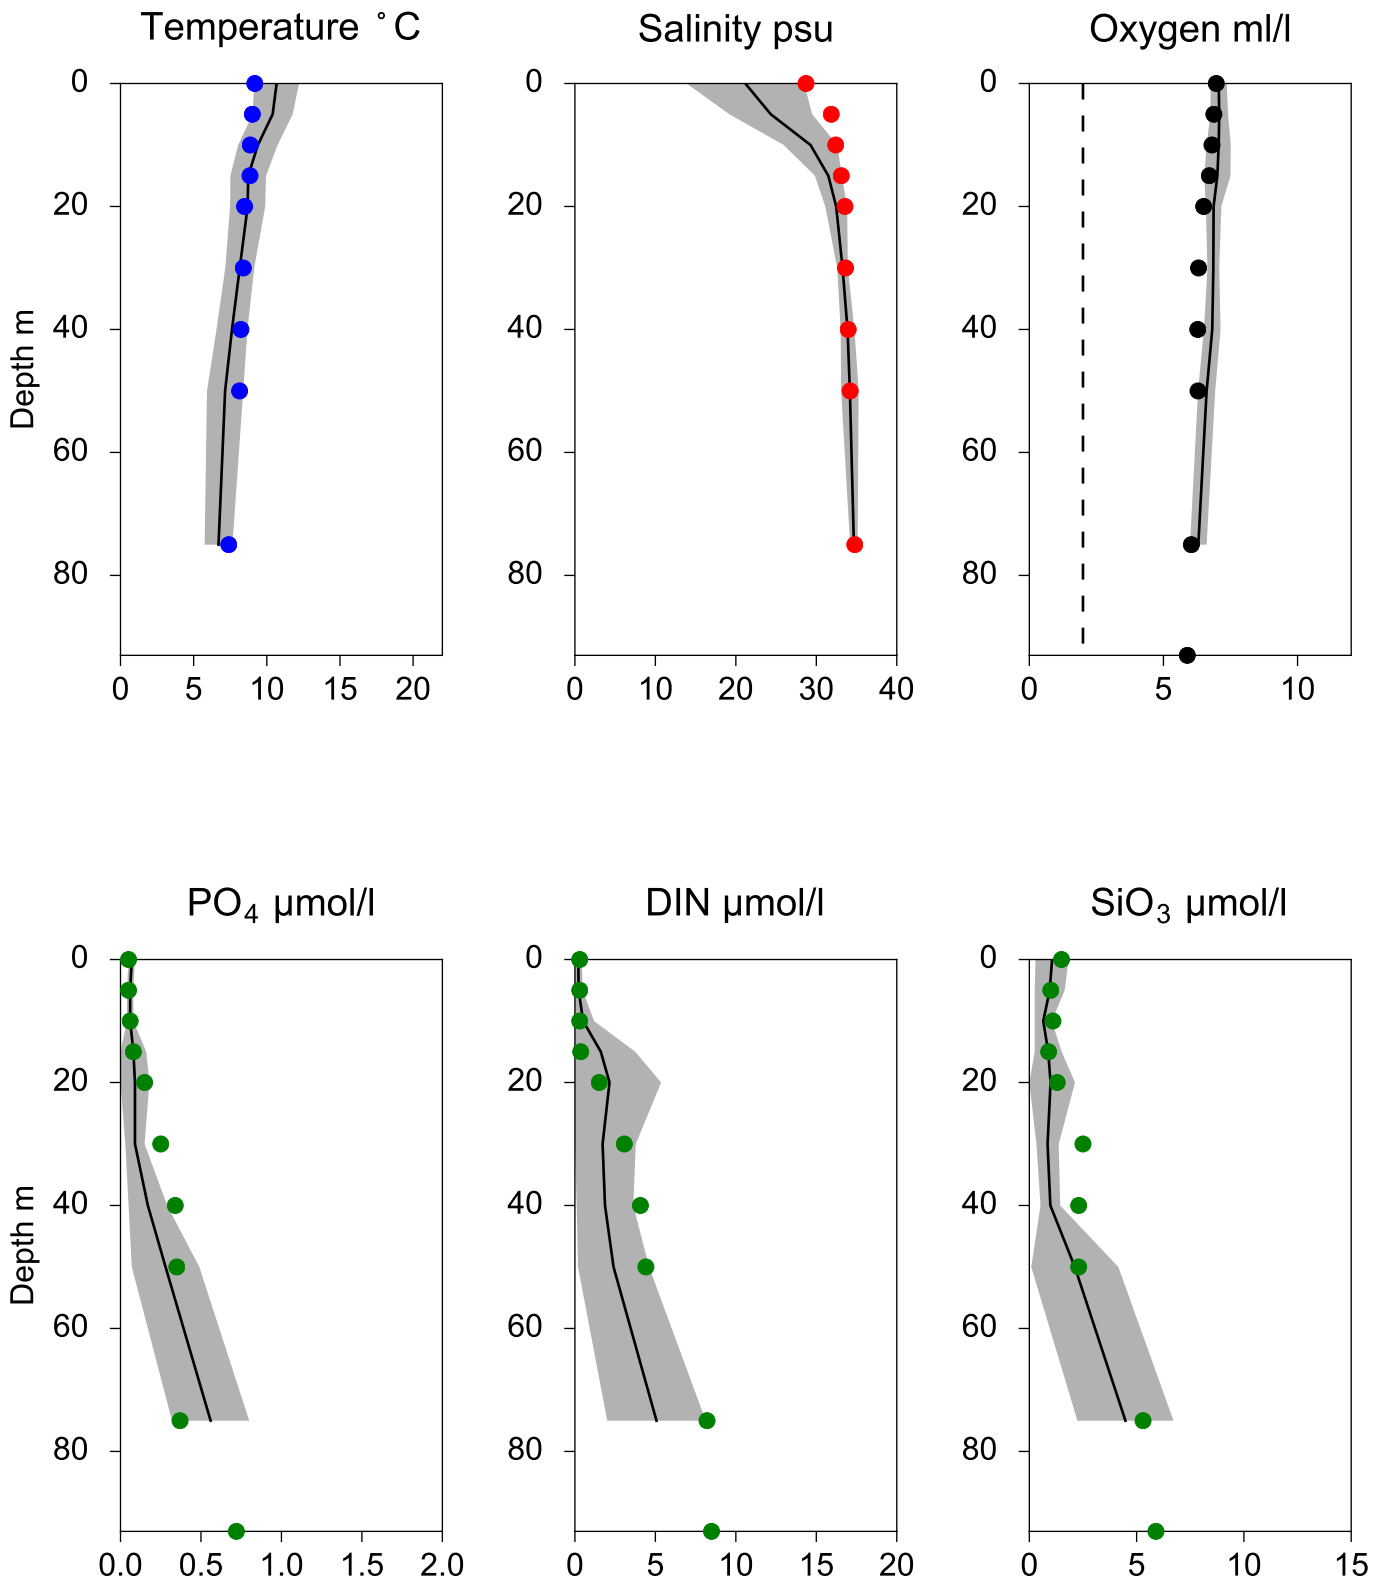 Temperature °C
Salinity psu
Oxygen ml/l
0
20
40
60
80
Depth m
0 5 10 15 20
0
20
40
60
80
0 10 20 30 40
0
20
40
60
80
0 5 10
PO4 µmol/l
DIN µmol/l
SiO3 µmol/l
0
20
40
60
80
Depth m
0.0 0.5 1.0 1.5 2.0
0
20
40
60
80
0 5 10 15 20
0
20
40
60
80
0 5 10 15